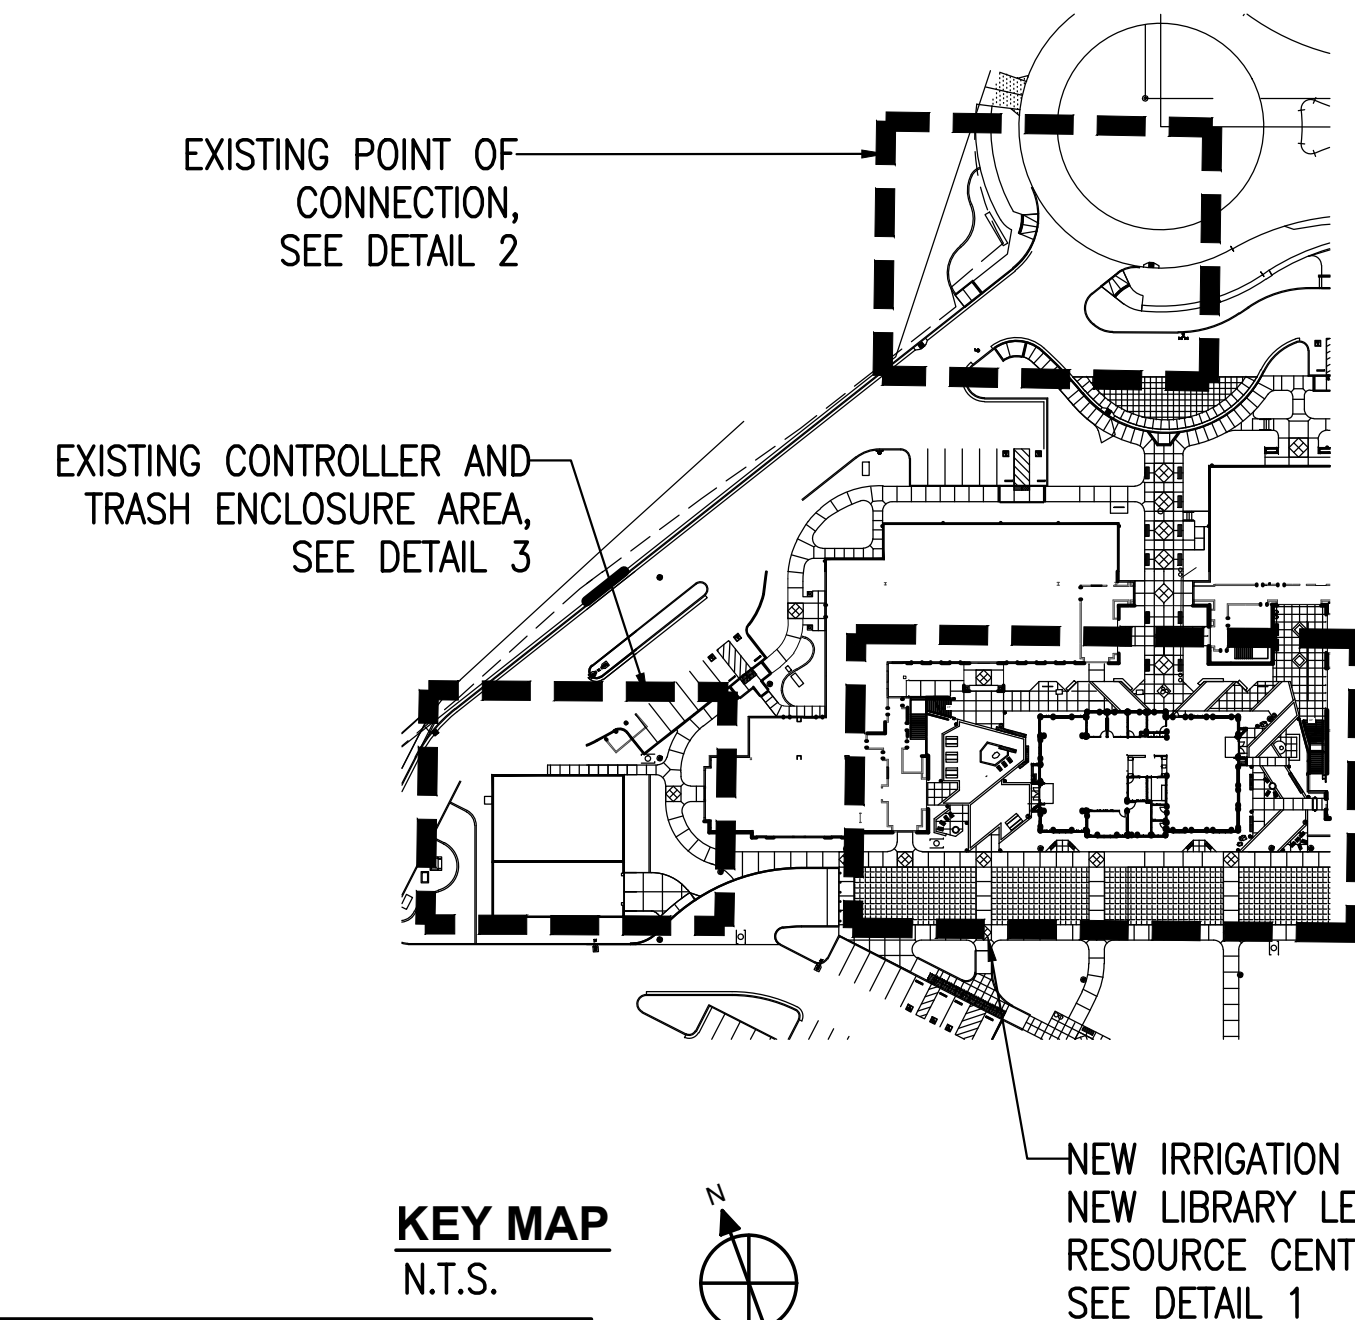 EXISTING POINT OF
CONNECTION,
SEE DETAIL 2
EXISTING CONTROLLER AND
TRASH ENCLOSURE AREA,
SEE DETAIL 3
NEW IRRIGATION
NEW LIBRARY LE
RESOURCE CENT
SEE DETAIL 1
KEY MAP
N.T.S.
N